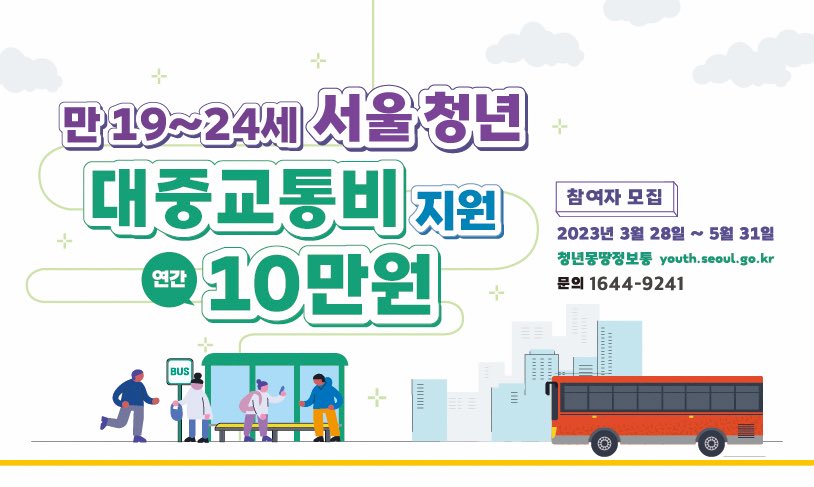 만 19~24세 서울 청년
대중교통비 지원
연간 10만원
참여자 모집
2023년 3월 28일 ~ 5월 31일
청년몽땅정보통 youth.seoul.go.kr
문의 1644-9241
BUS